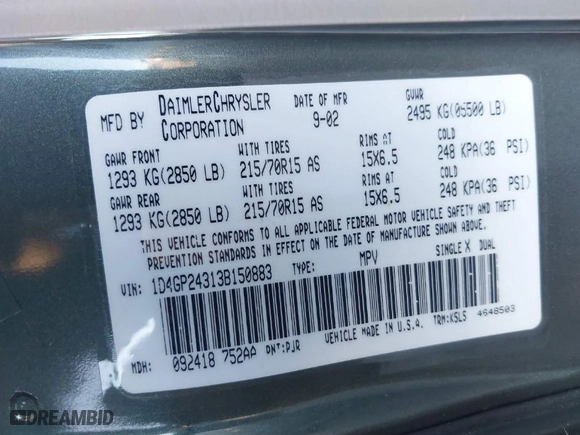 MFD BY DAIMLERCHRYSLER CORPORATION
DATE OF MFR 9-02
GVWR 2495 KG(05500 LB)
GAWR FRONT WITH TIRES RIMS AT COLD
1293 KG(2850 LB) 215/70R15 AS 15X6.5 248 KPA(36 PSI)
GAWR REAR WITH TIRES RIMS AT COLD
1293 KG(2850 LB) 215/70R15 AS 15X6.5 248 KPA(36 PSI)
THIS VEHICLE CONFORMS TO ALL APPLICABLE FEDERAL MOTOR VEHICLE SAFETY AND THEFT
PREVENTION STANDARDS IN EFFECT ON THE DATE OF MANUFACTURE SHOWN ABOVE.
VIN: 1D4GP24313B150883 TYPE: MPV SINGLE X DUAL
MDH: 092418 752AA PNT:PJR VEHICLE MADE IN U.S.A. TRM:K5L5 4648503
DREAMBID